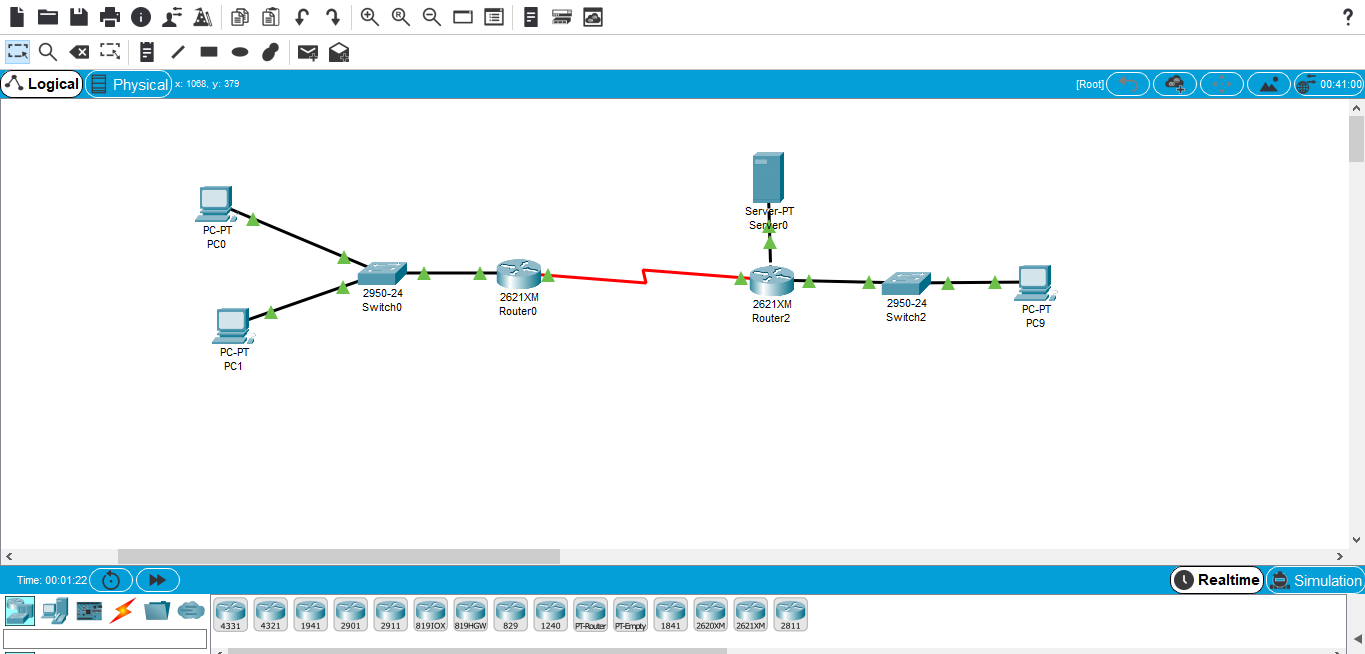 ?
Logical
Physical
x: 1068, y: 379
[Root]
00:41:00
Server-PT
Server0
PC-PT
PC0
2950-24
Switch0
2621XM
Router0
2621XM
Router2
2950-24
Switch2
PC-PT
PC9
PC-PT
PC1
Time: 00:01:22
Realtime
Simulation
4331
4321
1941
2901
2911
819IOX
819HGW
829
1240
PT-Router
PT-Empty
1841
2620XM
2621XM
2811